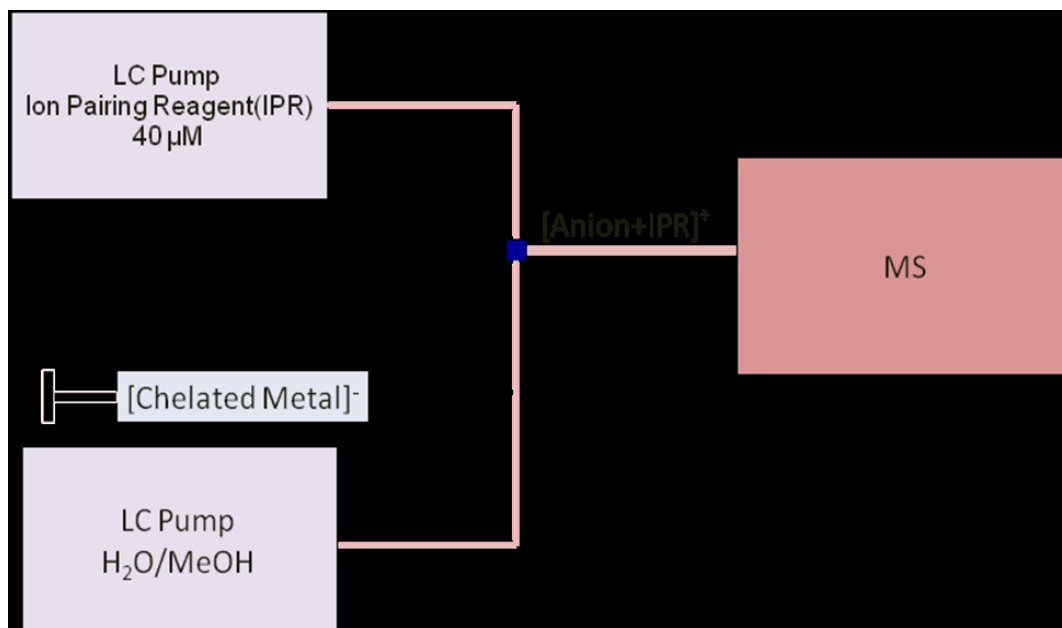 LC Pump
Ion Pairing Reagent(IPR)
40 µM
[Anion+IPR]⁺
MS
[Chelated Metal]⁻
LC Pump
H₂O/MeOH